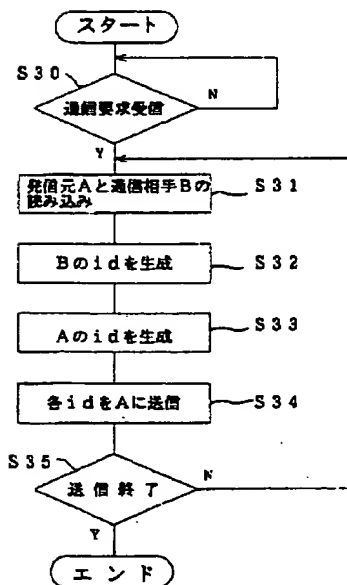 スタート
S30
通信要求受信
N
Y
発信元Aと通信相手Bの
読み込み
S31
Bのidを生成
S32
Aのidを生成
S33
各idをAに送信
S34
S35
送信終了
N
Y
エンド